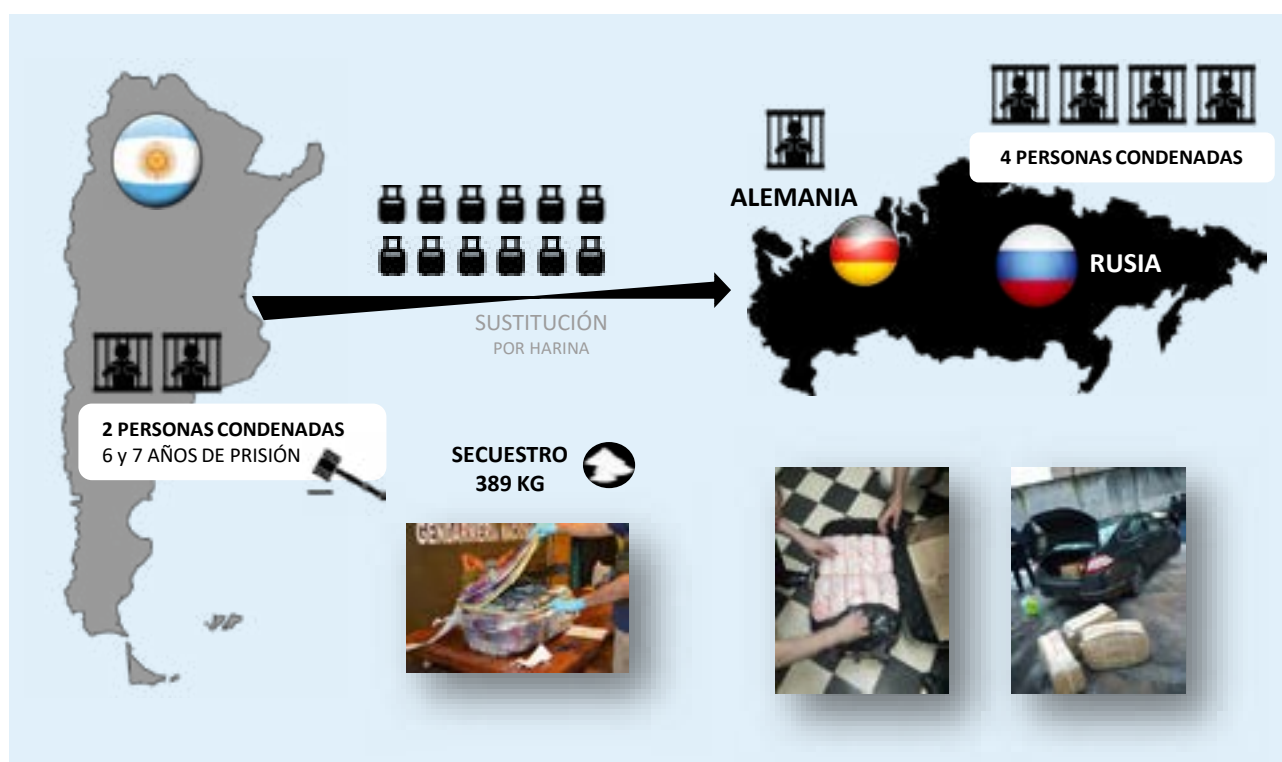 4 PERSONAS CONDENADAS
ALEMANIA
RUSIA
SUSTITUCIÓN
POR HARINA
2 PERSONAS CONDENADAS
6 y 7 AÑOS DE PRISIÓN
SECUESTRO
389 KG
GENDARMERÍA